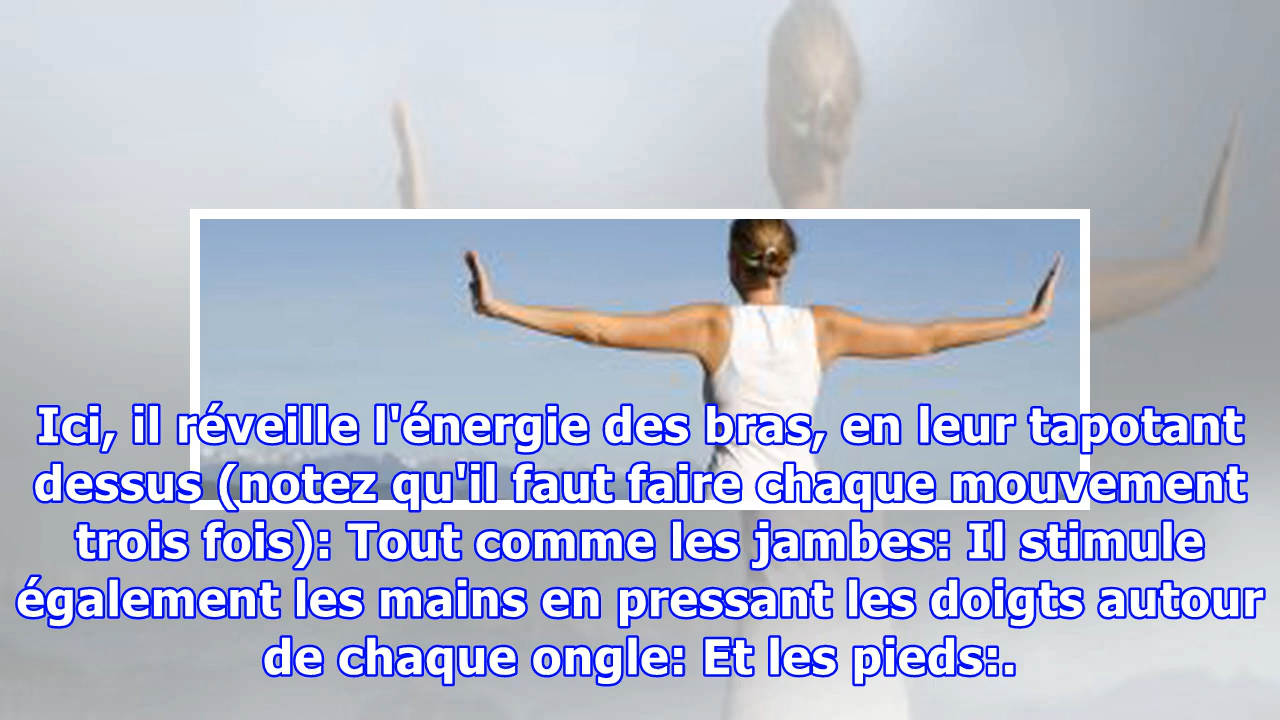 Ici, il réveille l'énergie des bras, en leur tapotant
dessus (notez qu'il faut faire chaque mouvement
trois fois): Tout comme les jambes: Il stimule
également les mains en pressant les doigts autour
de chaque ongle: Et les pieds:.